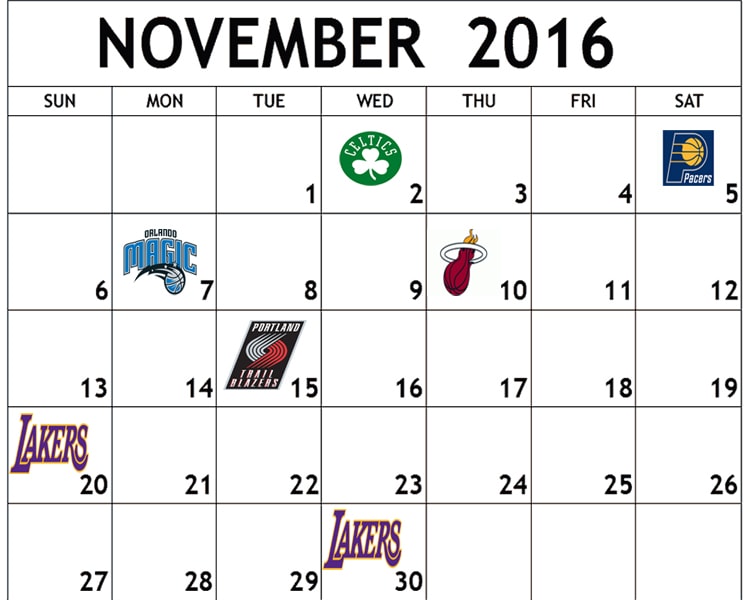 NOVEMBER 2016
SUN MON TUE WED THU FRI SAT
CELTICS
Pacers
1 2 3 4 5
ORLANDO
MAGIC
6 7 8 9 10 11 12
PORTLAND
TRAIL
BLAZERS
13 14 15 16 17 18 19
LAKERS
20 21 22 23 24 25 26
LAKERS
27 28 29 30